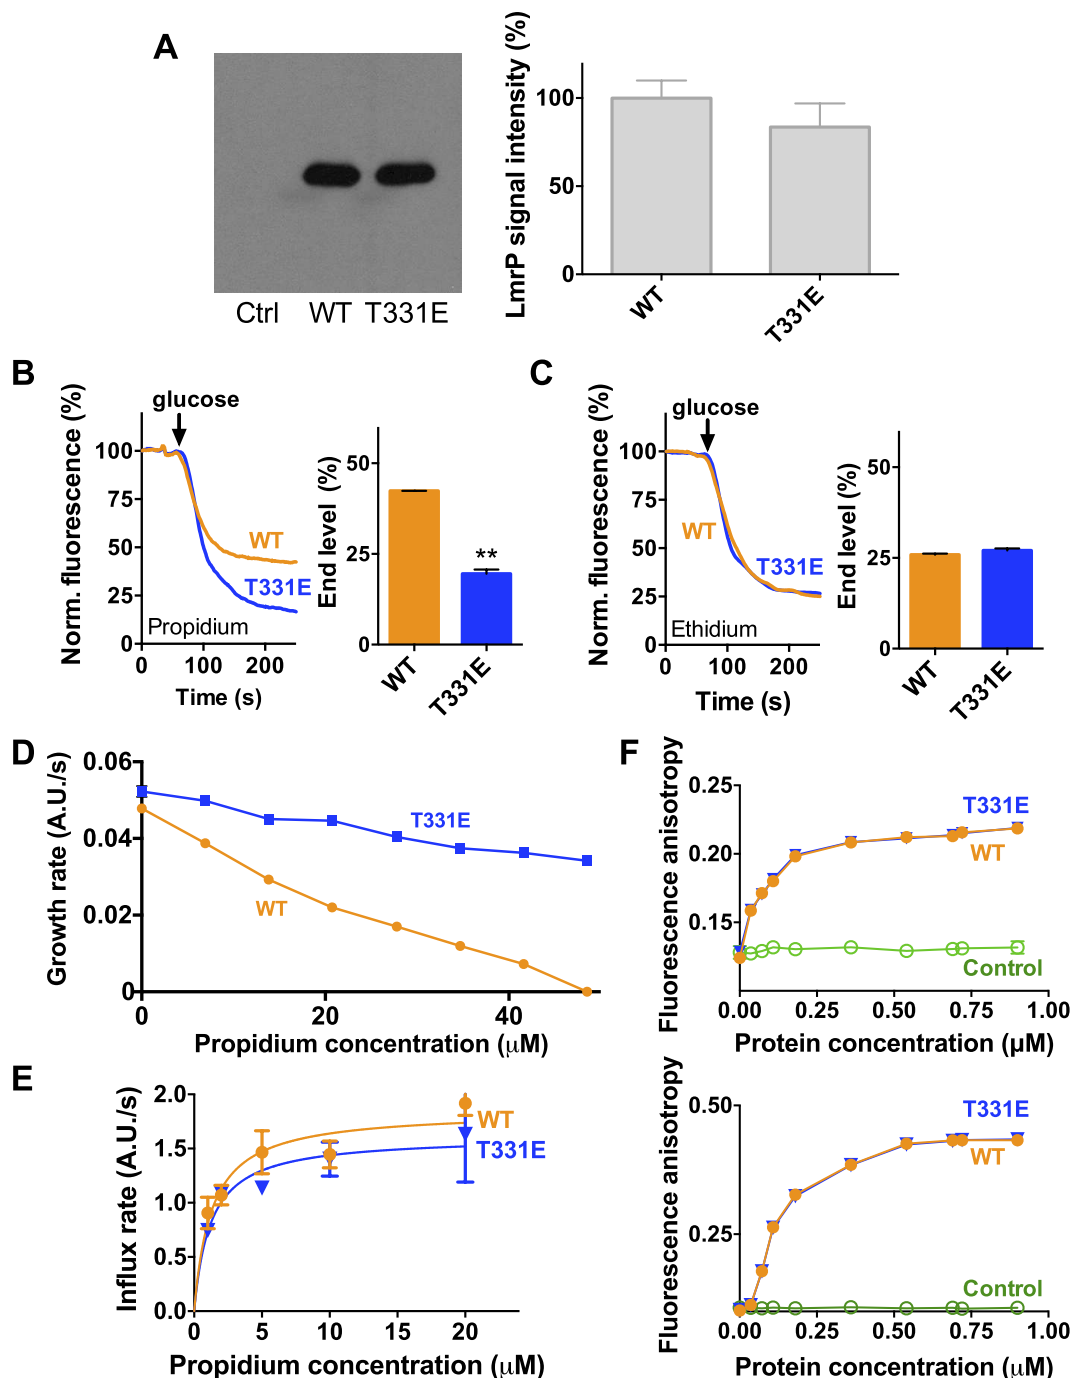 A
LmrP signal intensity (%)
100
50
0
WT
T331E
Ctrl WT T331E
B
Norm. fluorescence (%)
glucose
100
75
50
25
0
WT
T331E
Propidium
0 100 200
Time (s)
End level (%)
50
25
0
**
WT
T331E
C
Norm. fluorescence (%)
glucose
100
75
50
25
0
WT
T331E
Ethidium
0 100 200
Time (s)
End level (%)
50
25
0
WT
T331E
D
Growth rate (A.U./s)
0.06
0.04
0.02
0
T331E
WT
0 20 40
Propidium concentration (μM)
E
Influx rate (A.U./s)
2.0
1.5
1.0
0.5
0.0
WT
T331E
0 5 10 15 20
Propidium concentration (μM)
F
Fluorescence anisotropy
0.25
0.20
0.15
T331E
WT
Control
0.00 0.25 0.50 0.75 1.00
Protein concentration (μM)
Fluorescence anisotropy
0.50
0.25
T331E
WT
Control
0.00 0.25 0.50 0.75 1.00
Protein concentration (μM)